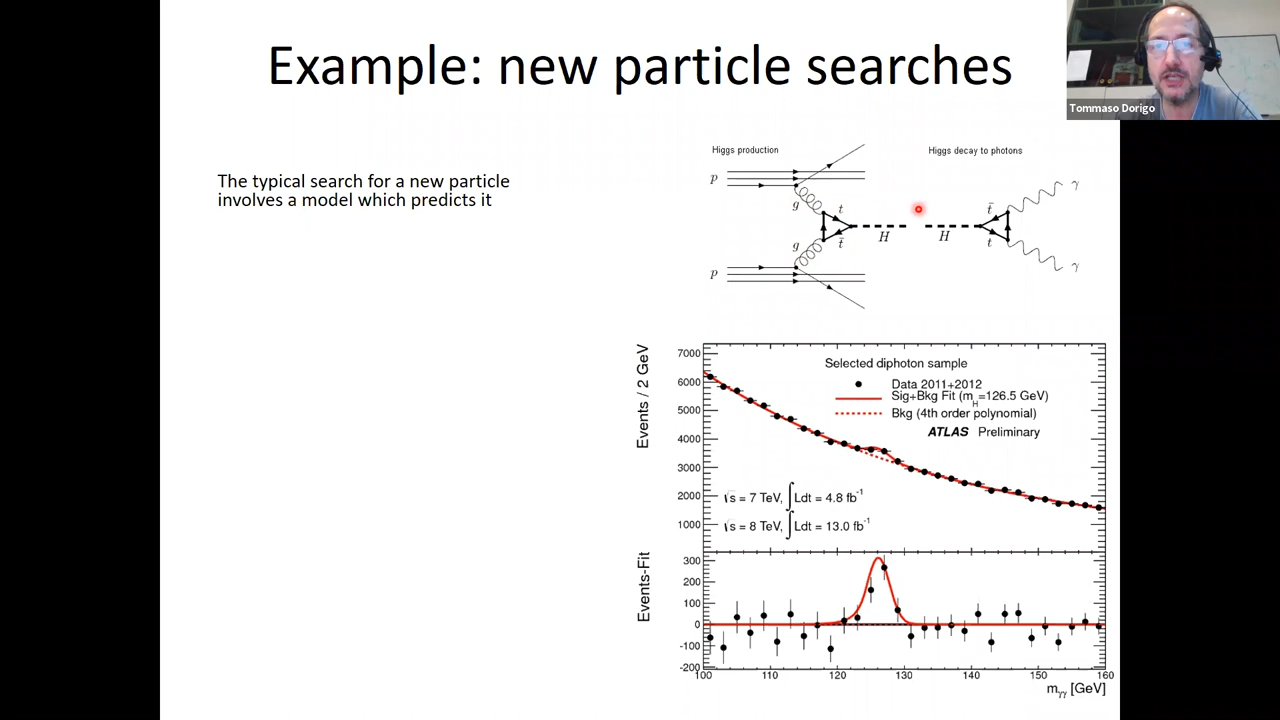 Example: new particle searches
Tommaso Dorigo
The typical search for a new particle
involves a model which predicts it
Higgs production
Higgs decay to photons
p
g
t
t̄
H
H
t̄
t
γ
γ
g
p
Events / 2 GeV
7000
6000
5000
4000
3000
2000
1000
Selected diphoton sample
Data 2011+2012
Sig+Bkg Fit (m_H=126.5 GeV)
Bkg (4th order polynomial)
ATLAS Preliminary
√s = 7 TeV, ∫Ldt = 4.8 fb⁻¹
√s = 8 TeV, ∫Ldt = 13.0 fb⁻¹
Events-Fit
300
200
100
0
-100
-200
100 110 120 130 140 150 160
m_γγ [GeV]